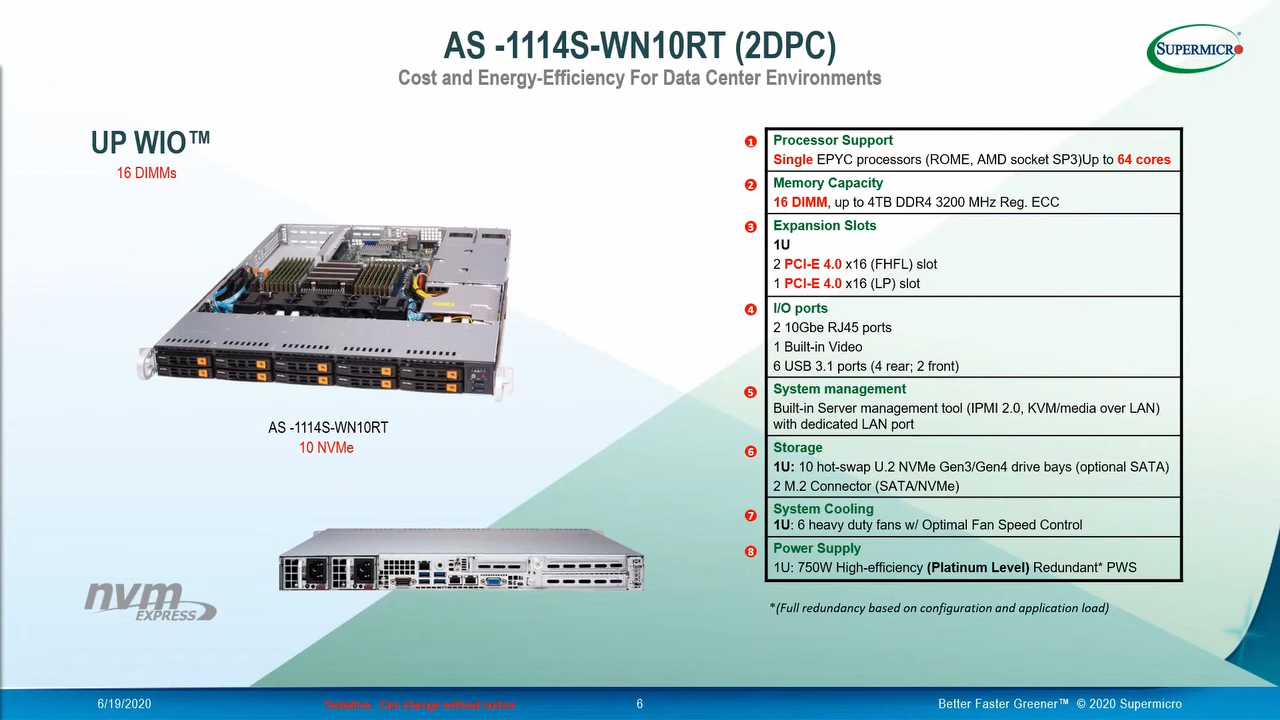 AS -1114S-WN10RT (2DPC)
Cost and Energy-Efficiency For Data Center Environments
SUPERMICRO
UP WIO™
16 DIMMs
AS -1114S-WN10RT
10 NVMe
nvm
EXPRESS
1 Processor Support
Single EPYC processors (ROME, AMD socket SP3)Up to 64 cores
2 Memory Capacity
16 DIMM, up to 4TB DDR4 3200 MHz Reg. ECC
3 Expansion Slots
1U
2 PCI-E 4.0 x16 (FHFL) slot
1 PCI-E 4.0 x16 (LP) slot
4 I/O ports
2 10Gbe RJ45 ports
1 Built-in Video
6 USB 3.1 ports (4 rear; 2 front)
5 System management
Built-in Server management tool (IPMI 2.0, KVM/media over LAN)
with dedicated LAN port
6 Storage
1U: 10 hot-swap U.2 NVMe Gen3/Gen4 drive bays (optional SATA)
2 M.2 Connector (SATA/NVMe)
7 System Cooling
1U: 6 heavy duty fans w/ Optimal Fan Speed Control
8 Power Supply
1U: 750W High-efficiency (Platinum Level) Redundant* PWS
*(Full redundancy based on configuration and application load)
6/19/2020
Tentative. Can change without notice
6
Better Faster Greener™ © 2020 Supermicro